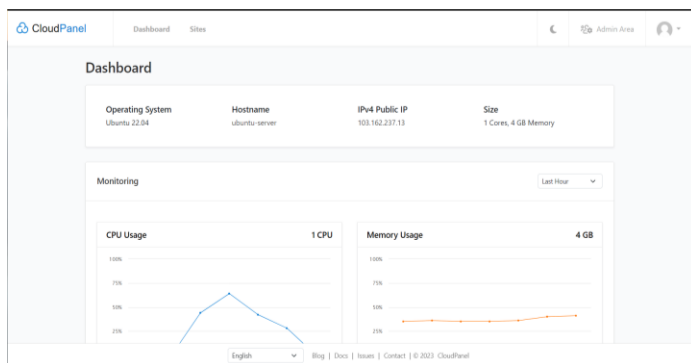 CloudPanel Dashboard Sites Admin Area
Dashboard
Operating System Hostname IPv4 Public IP Size
Ubuntu 22.04 ubuntu-server 103.162.237.13 1 Cores, 4 GB Memory
Monitoring Last Hour
CPU Usage 1 CPU Memory Usage 4 GB
100% 100%
75% 75%
50% 50%
25% 25%
English Blog | Docs | Issues | Contact | © 2023 CloudPanel